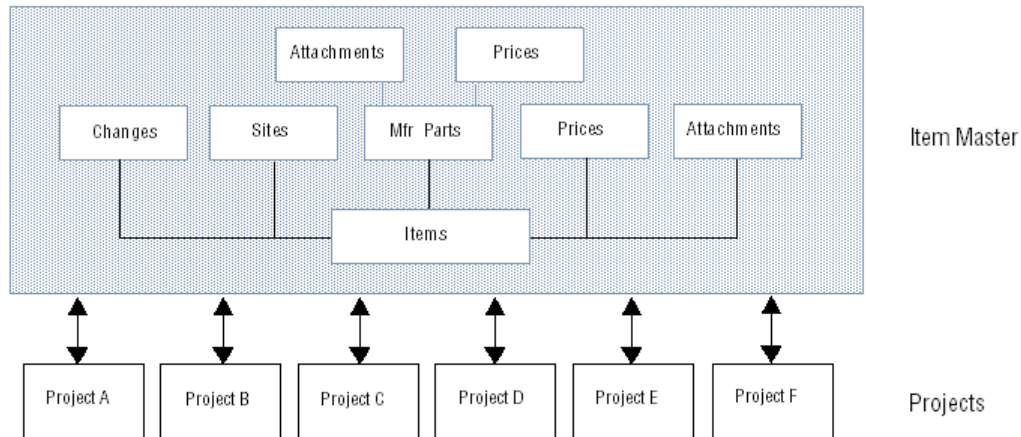 Attachments
Prices
Changes
Sites
Mfr Parts
Prices
Attachments
Item Master
Items
Project A
Project B
Project C
Project D
Project E
Project F
Projects